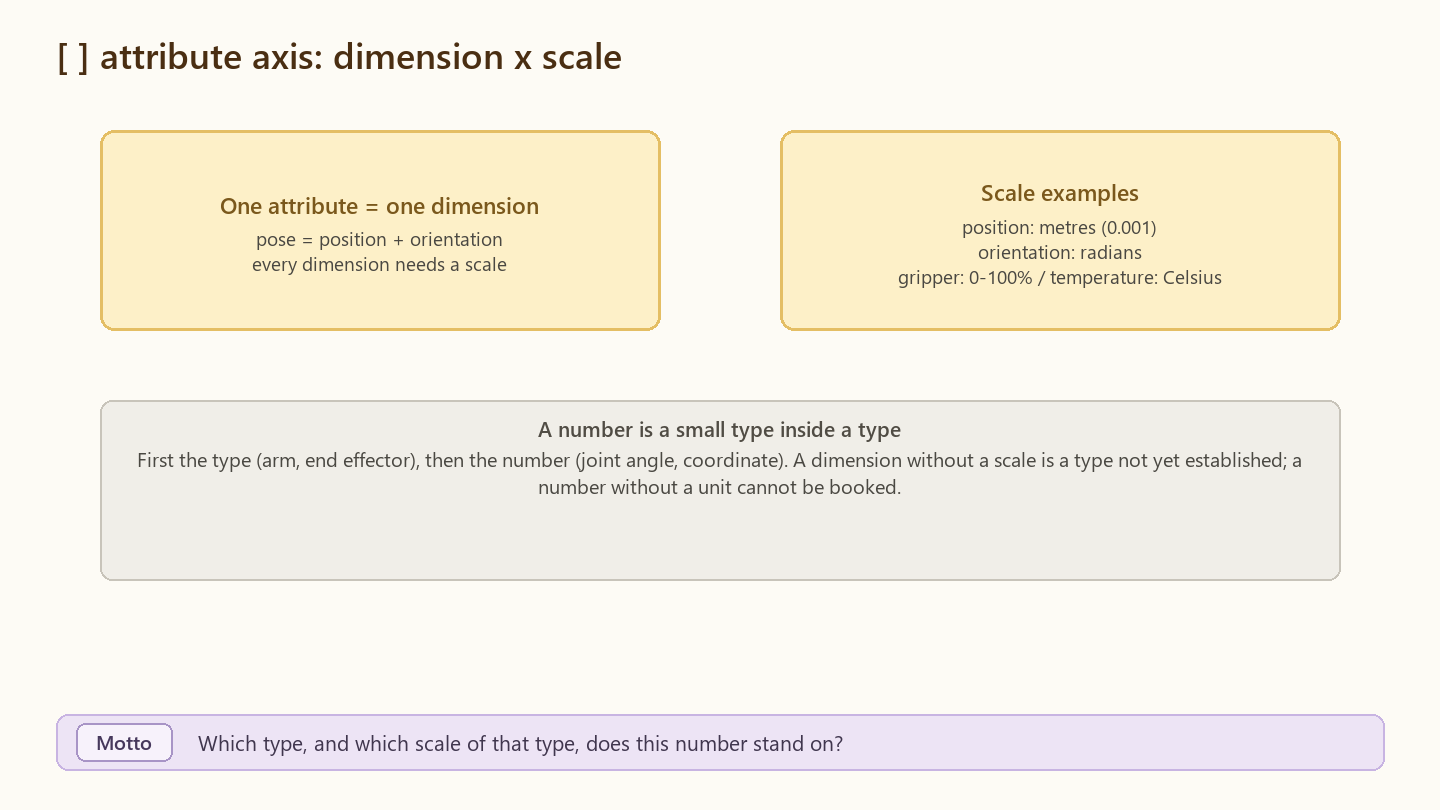 [ ] attribute axis: dimension x scale
One attribute = one dimension
pose = position + orientation
every dimension needs a scale
Scale examples
position: metres (0.001)
orientation: radians
gripper: 0-100% / temperature: Celsius
A number is a small type inside a type
First the type (arm, end effector), then the number (joint angle, coordinate). A dimension without a scale is a type not yet established; a
number without a unit cannot be booked.
Motto
Which type, and which scale of that type, does this number stand on?